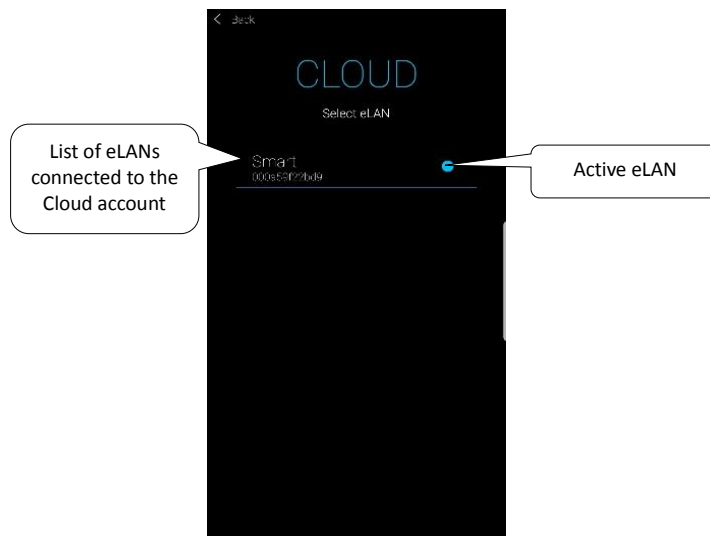 Back
CLOUD
Select eLAN
List of eLANs
connected to the
Cloud account
Smart
Active eLAN